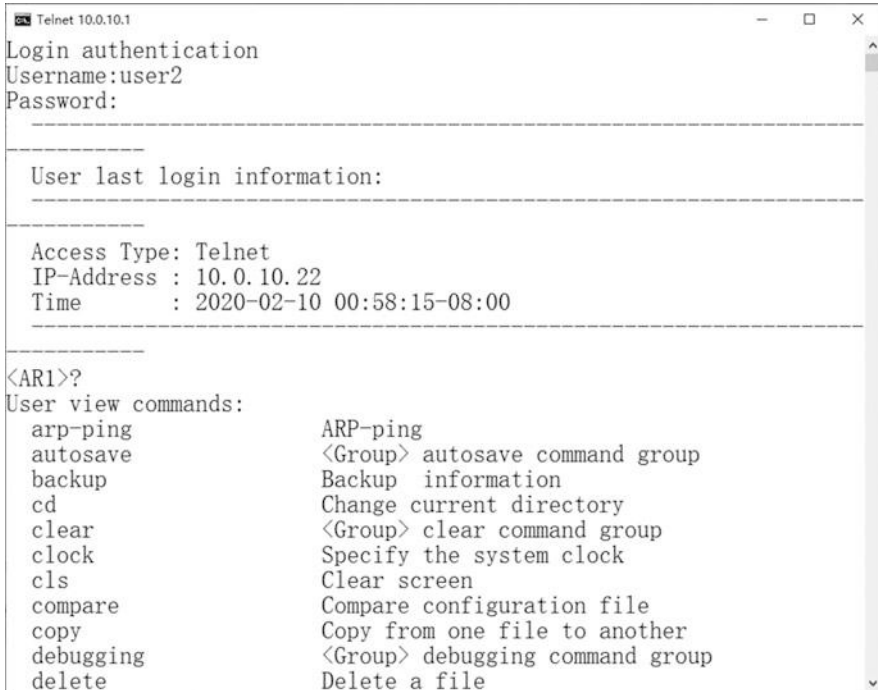 Telnet 10.0.10.1
Login authentication
Username:user2
Password:
-----------------------------------------------------------------
-----------
User last login information:
-----------------------------------------------------------------
-----------
Access Type: Telnet
IP-Address : 10.0.10.22
Time : 2020-02-10 00:58:15-08:00
-----------------------------------------------------------------
-----------
<AR1>?
User view commands:
arp-ping ARP-ping
autosave <Group> autosave command group
backup Backup information
cd Change current directory
clear <Group> clear command group
clock Specify the system clock
cls Clear screen
compare Compare configuration file
copy Copy from one file to another
debugging <Group> debugging command group
delete Delete a file